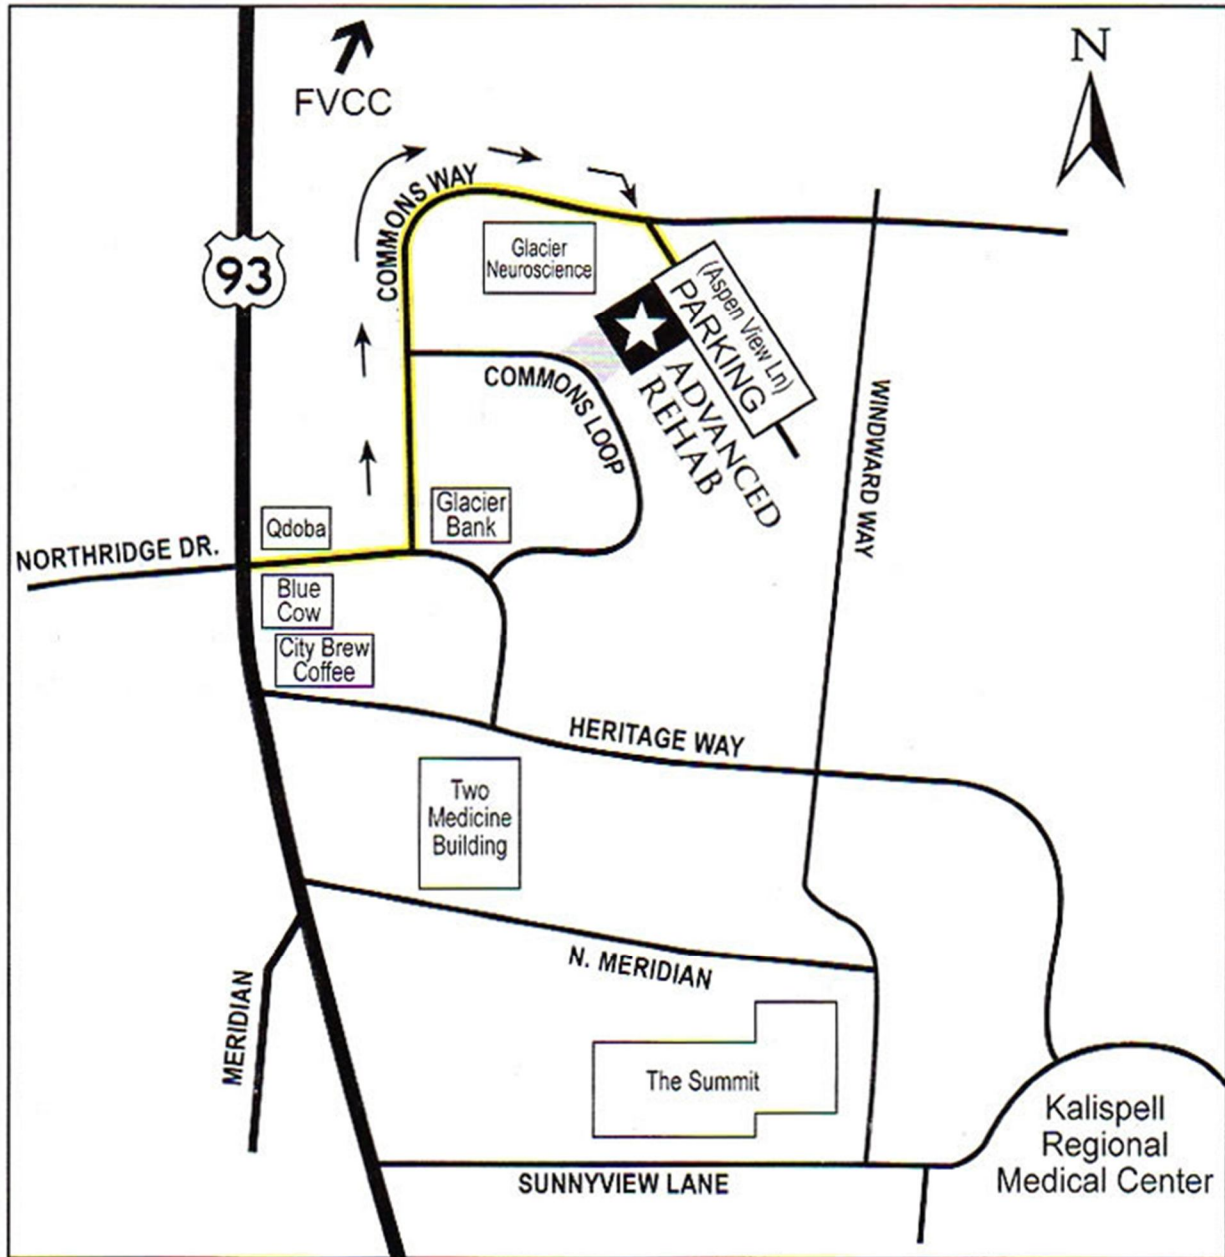 N
FVCC
COMMONS WAY
93
Glacier
Neuroscience
(Aspen View Ln)
PARKING
ADVANCED
REHAB
COMMONS LOOP
WINDWARD WAY
Glacier
Bank
Qdoba
NORTHRIDGE DR.
Blue
Cow
City Brew
Coffee
HERITAGE WAY
Two
Medicine
Building
N. MERIDIAN
MERIDIAN
The Summit
Kalispell
Regional
Medical Center
SUNNYVIEW LANE